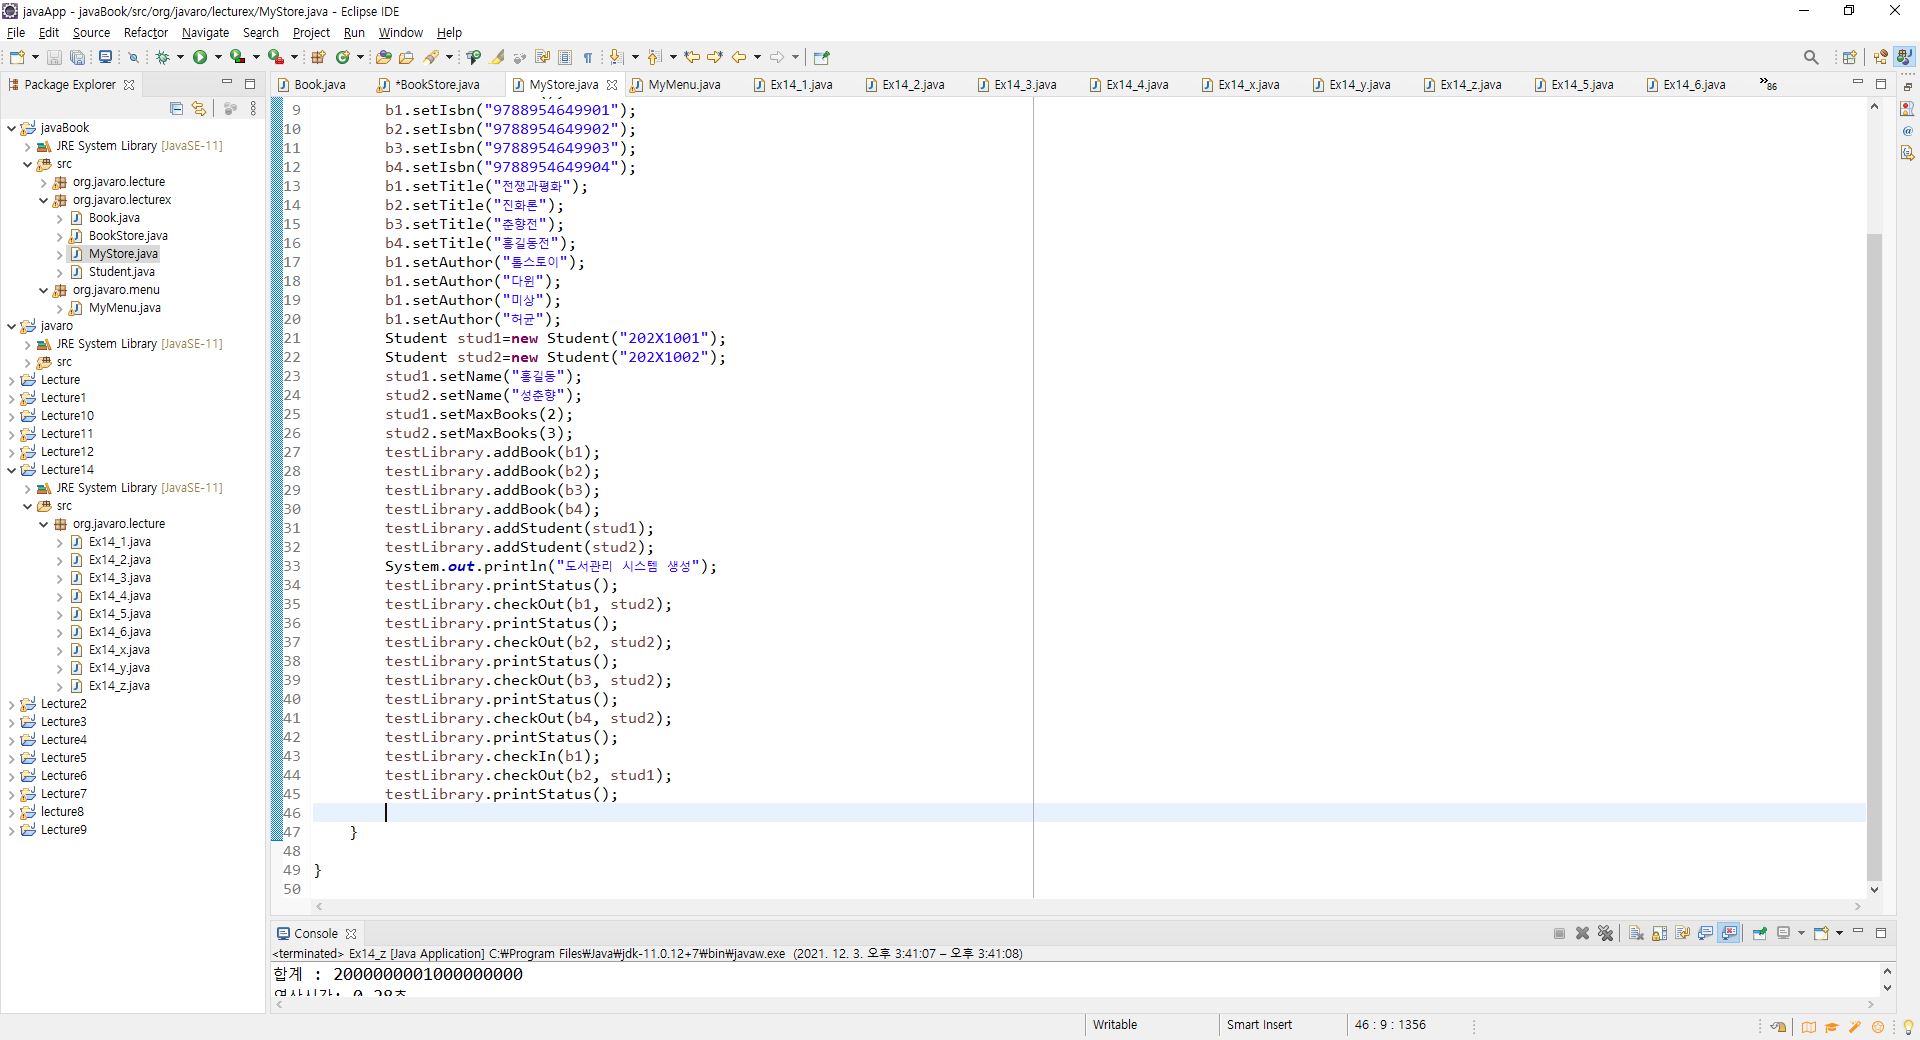 javaApp - javaBook/src/org/javaro/lecturex/MyStore.java - Eclipse IDE
File Edit Source Refactor Navigate Search Project Run Window Help
Package Explorer
Book.java *BookStore.java MyStore.java MyMenu.java Ex14_1.java Ex14_2.java Ex14_3.java Ex14_4.java Ex14_x.java Ex14_y.java Ex14_z.java Ex14_5.java Ex14_6.java »86
javaBook
JRE System Library [JavaSE-11]
src
org.javaro.lecture
org.javaro.lecturex
Book.java
BookStore.java
MyStore.java
Student.java
org.javaro.menu
MyMenu.java
javaro
JRE System Library [JavaSE-11]
src
Lecture
Lecture1
Lecture10
Lecture11
Lecture12
Lecture14
JRE System Library [JavaSE-11]
src
org.javaro.lecture
Ex14_1.java
Ex14_2.java
Ex14_3.java
Ex14_4.java
Ex14_5.java
Ex14_6.java
Ex14_x.java
Ex14_y.java
Ex14_z.java
Lecture2
Lecture3
Lecture4
Lecture5
Lecture6
Lecture7
lecture8
Lecture9
9 b1.setIsbn("9788954649901");
10 b2.setIsbn("9788954649902");
11 b3.setIsbn("9788954649903");
12 b4.setIsbn("9788954649904");
13 b1.setTitle("전쟁과평화");
14 b2.setTitle("진화론");
15 b3.setTitle("춘향전");
16 b4.setTitle("홍길동전");
17 b1.setAuthor("톨스토이");
18 b1.setAuthor("다윈");
19 b1.setAuthor("미상");
20 b1.setAuthor("허균");
21 Student stud1=new Student("202X1001");
22 Student stud2=new Student("202X1002");
23 stud1.setName("홍길동");
24 stud2.setName("성춘향");
25 stud1.setMaxBooks(2);
26 stud2.setMaxBooks(3);
27 testLibrary.addBook(b1);
28 testLibrary.addBook(b2);
29 testLibrary.addBook(b3);
30 testLibrary.addBook(b4);
31 testLibrary.addStudent(stud1);
32 testLibrary.addStudent(stud2);
33 System.out.println("도서관리 시스템 생성");
34 testLibrary.printStatus();
35 testLibrary.checkOut(b1, stud2);
36 testLibrary.printStatus();
37 testLibrary.checkOut(b2, stud2);
38 testLibrary.printStatus();
39 testLibrary.checkOut(b3, stud2);
40 testLibrary.printStatus();
41 testLibrary.checkOut(b4, stud2);
42 testLibrary.printStatus();
43 testLibrary.checkIn(b1);
44 testLibrary.checkOut(b2, stud1);
45 testLibrary.printStatus();
46
47 }
48
49 }
50
Console
<terminated> Ex14_z [Java Application] C:₩Program Files₩Java₩jdk-11.0.12+7₩bin₩javaw.exe (2021. 12. 3. 오후 3:41:07 – 오후 3:41:08)
합계 : 2000000001000000000
연산시간: 0.28초
Writable Smart Insert 46 : 9 : 1356